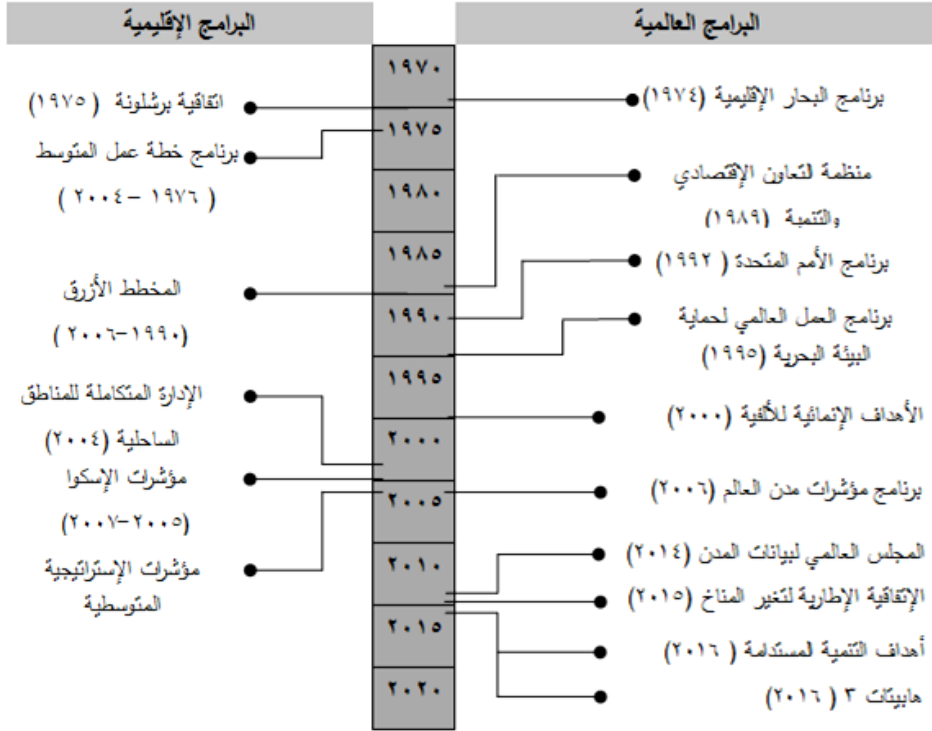 البرامج العالمية
برنامج البحار الإقليمية (١٩٧٤)
منظمة التعاون الإقتصادي
والتنمية (١٩٨٩)
برنامج الأمم المتحدة ( ١٩٩٢)
برنامج العمل العالمي لحماية
البيئة البحرية (١٩٩٥)
الأهداف الإنمائية للألفية (٢٠٠٠)
برنامج مؤشرات مدن العالم (٢٠٠٦)
المجلس العالمي لبيانات المدن (٢٠١٤)
الإتفاقية الإطارية لتغير المناخ (٢٠١٥)
أهداف التنمية المستدامة ( ٢٠١٦)
هابيتات ٣ ( ٢٠١٦)
١٩٧٠
١٩٧٥
١٩٨٠
١٩٨٥
١٩٩٠
١٩٩٥
٢٠٠٠
٢٠٠٥
٢٠١٠
٢٠١٥
٢٠٢٠
البرامج الإقليمية
اتفاقية برشلونة ( ١٩٧٥)
برنامج خطة عمل المتوسط
( ١٩٧٦ – ٢٠٠٤ )
المخطط الأزرق
(١٩٩٠-٢٠٠٦)
الإدارة المتكاملة للمناطق
الساحلية (٢٠٠٤)
مؤشرات الإسكوا
(٢٠٠٥-٢٠٠٧)
مؤشرات الإستراتيجية
المتوسطية